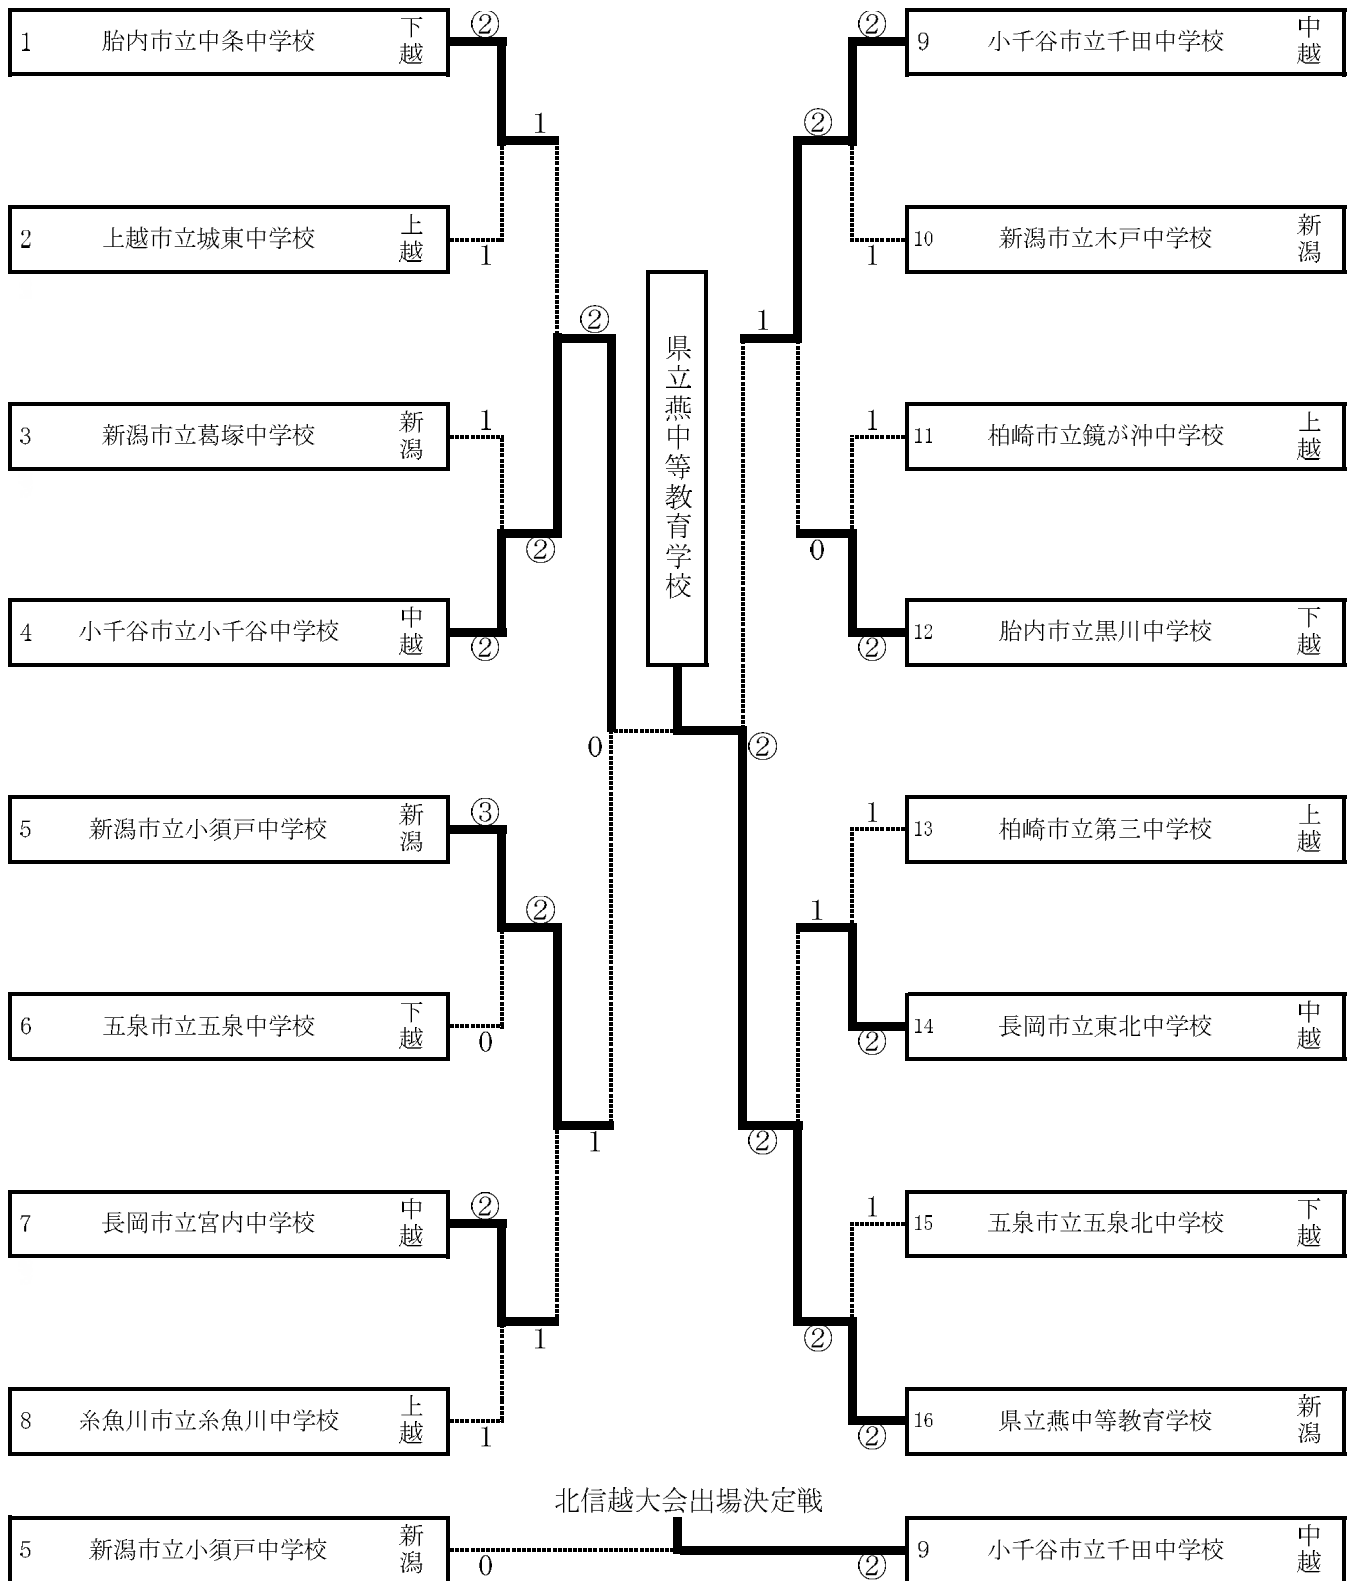 1 胎内市立中条中学校 下越
②
1
2 上越市立城東中学校 上越
1
②
3 新潟市立葛塚中学校 新潟
1
②
4 小千谷市立小千谷中学校 中越
②
0
5 新潟市立小須戸中学校 新潟
③
②
6 五泉市立五泉中学校 下越
0
1
7 長岡市立宮内中学校 中越
②
1
8 糸魚川市立糸魚川中学校 上越
1
県立燕中等教育学校
②
9 小千谷市立千田中学校 中越
②
②
10 新潟市立木戸中学校 新潟
1
1
11 柏崎市立鏡が沖中学校 上越
1
0
12 胎内市立黒川中学校 下越
②
②
13 柏崎市立第三中学校 上越
1
1
14 長岡市立東北中学校 中越
②
②
15 五泉市立五泉北中学校 下越
1
②
16 県立燕中等教育学校 新潟
②
北信越大会出場決定戦
5 新潟市立小須戸中学校 新潟
0
②
9 小千谷市立千田中学校 中越